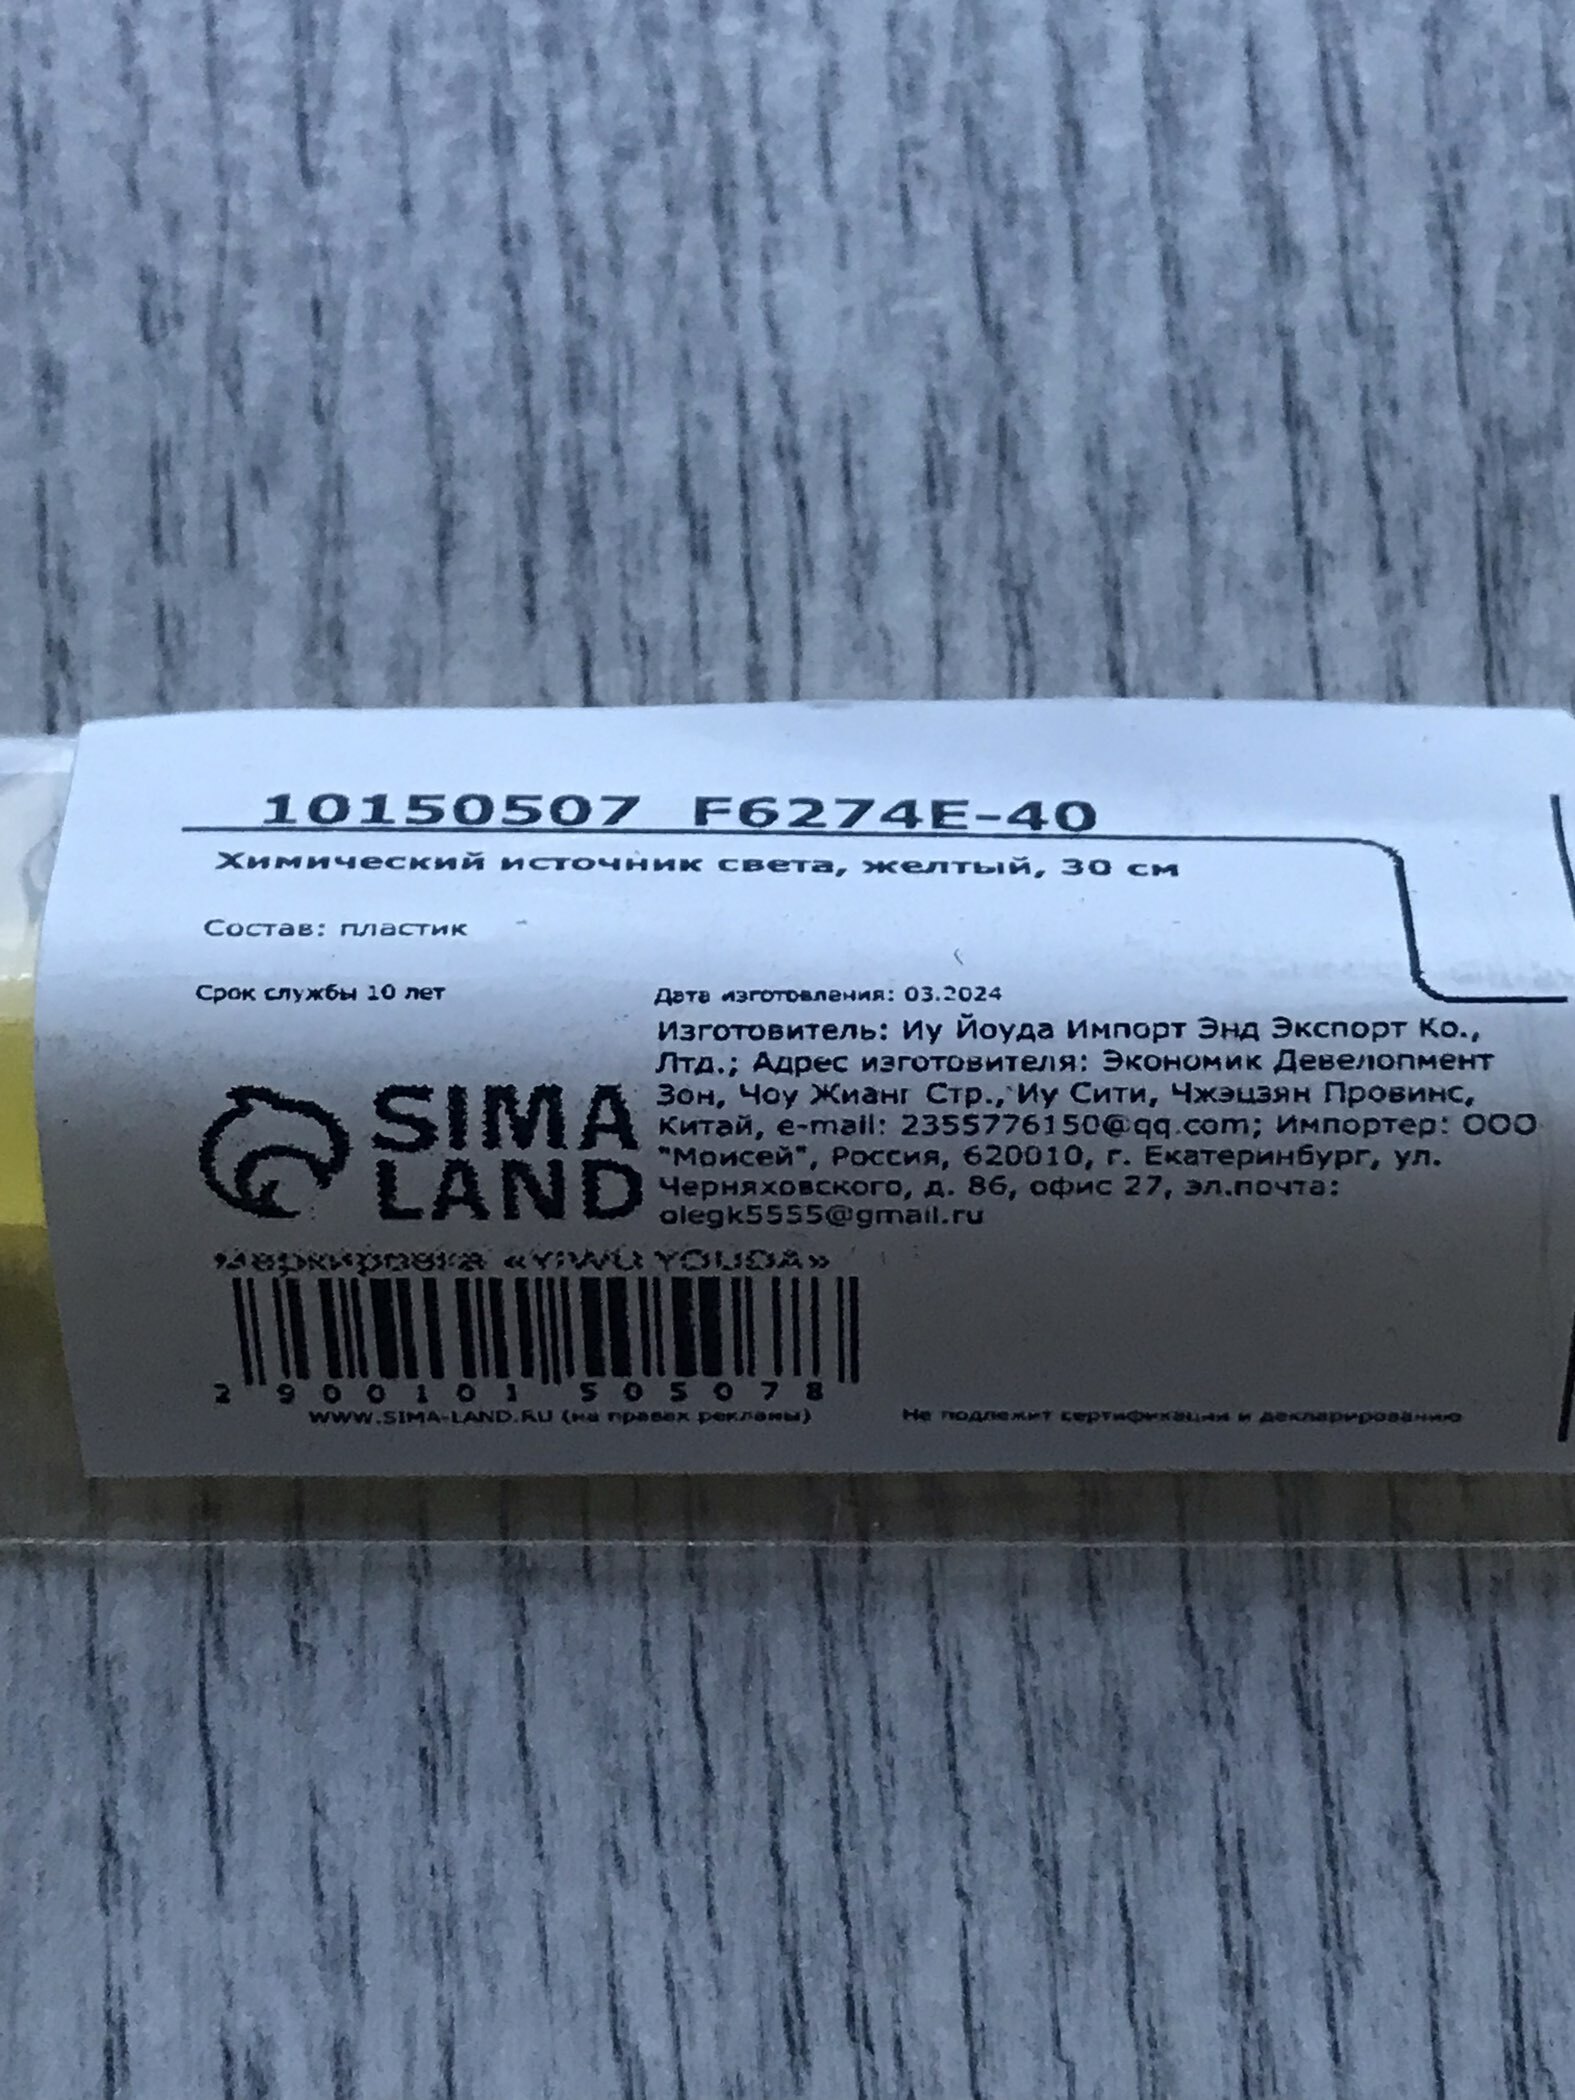 10150507 F6274E-40
Химический источник света, желтый, 30 см
Состав: пластик
Срок службы 10 лет
Дата изготовления: 03.2024
Изготовитель: Иу Йоуда Импорт Энд Экспорт Ко.,
Лтд.; Адрес изготовителя: Экономик Девелопмент
Зон, Чоу Жианг Стр., Иу Сити, Чжэцзян Провинс,
Китай, e-mail: 2355776150@qq.com; Импортер: ООО
"Моисей", Россия, 620010, г. Екатеринбург, ул.
Черняховского, д. 86, офис 27, эл.почта:
olegk5555@gmail.ru
SIMA
LAND
Маркировка «YIWU YOUDA»
2 900101 505078
WWW.SIMA-LAND.RU (на правах рекламы)
Не подлежит сертификации и декларированию